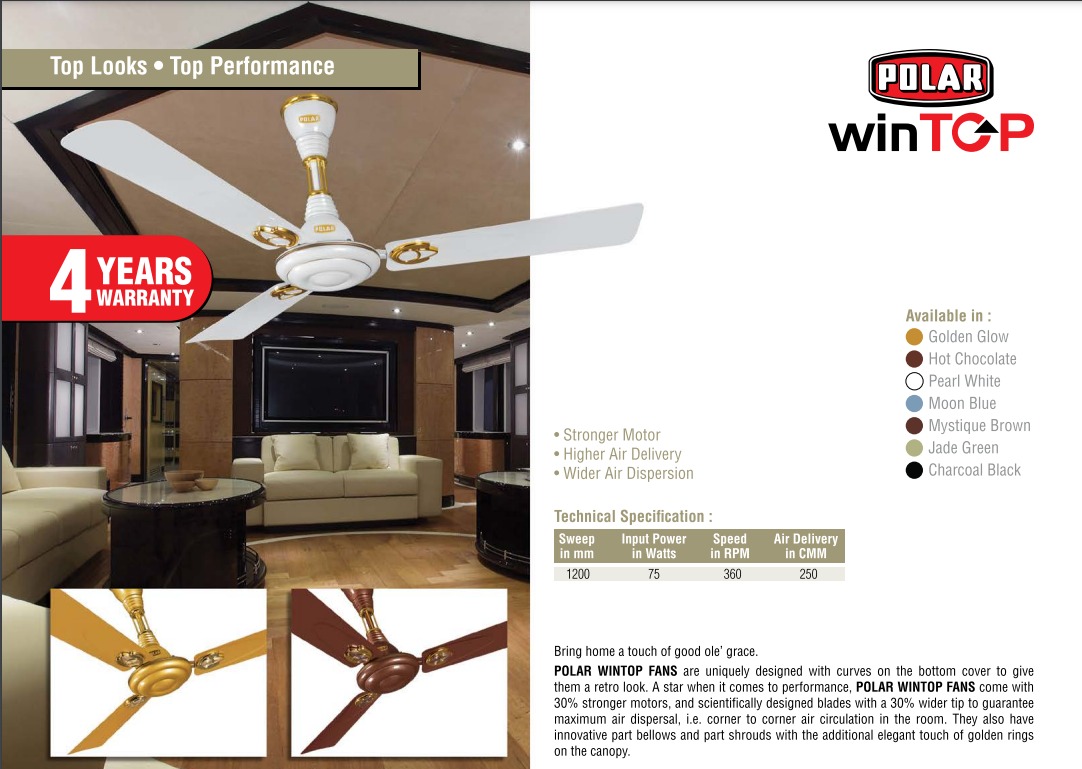 Top Looks • Top Performance
POLAR
winTOP
POLAR
POLAR
4 YEARS
WARRANTY
Available in :
Golden Glow
Hot Chocolate
Pearl White
Moon Blue
Mystique Brown
Jade Green
Charcoal Black
• Stronger Motor
• Higher Air Delivery
• Wider Air Dispersion
Technical Specification :
Sweep in mm Input Power in Watts Speed in RPM Air Delivery in CMM
1200 75 360 250
Bring home a touch of good ole’ grace.
POLAR WINTOP FANS are uniquely designed with curves on the bottom cover to give
them a retro look. A star when it comes to performance, POLAR WINTOP FANS come with
30% stronger motors, and scientifically designed blades with a 30% wider tip to guarantee
maximum air dispersal, i.e. corner to corner air circulation in the room. They also have
innovative part bellows and part shrouds with the additional elegant touch of golden rings
on the canopy.